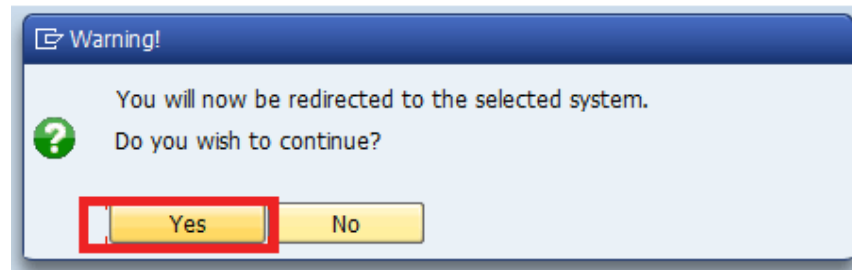 Warning!
You will now be redirected to the selected system.
Do you wish to continue?
Yes No